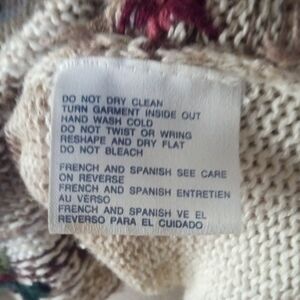 DO NOT DRY CLEAN
TURN GARMENT INSIDE OUT
HAND WASH COLD
DO NOT TWIST OR WRING
RESHAPE AND DRY FLAT
DO NOT BLEACH
FRENCH AND SPANISH SEE CARE
ON REVERSE
FRENCH AND SPANISH ENTRETIEN
AU VERSO
FRENCH AND SPANISH VE EL
REVERSO PARA EL CUIDADO